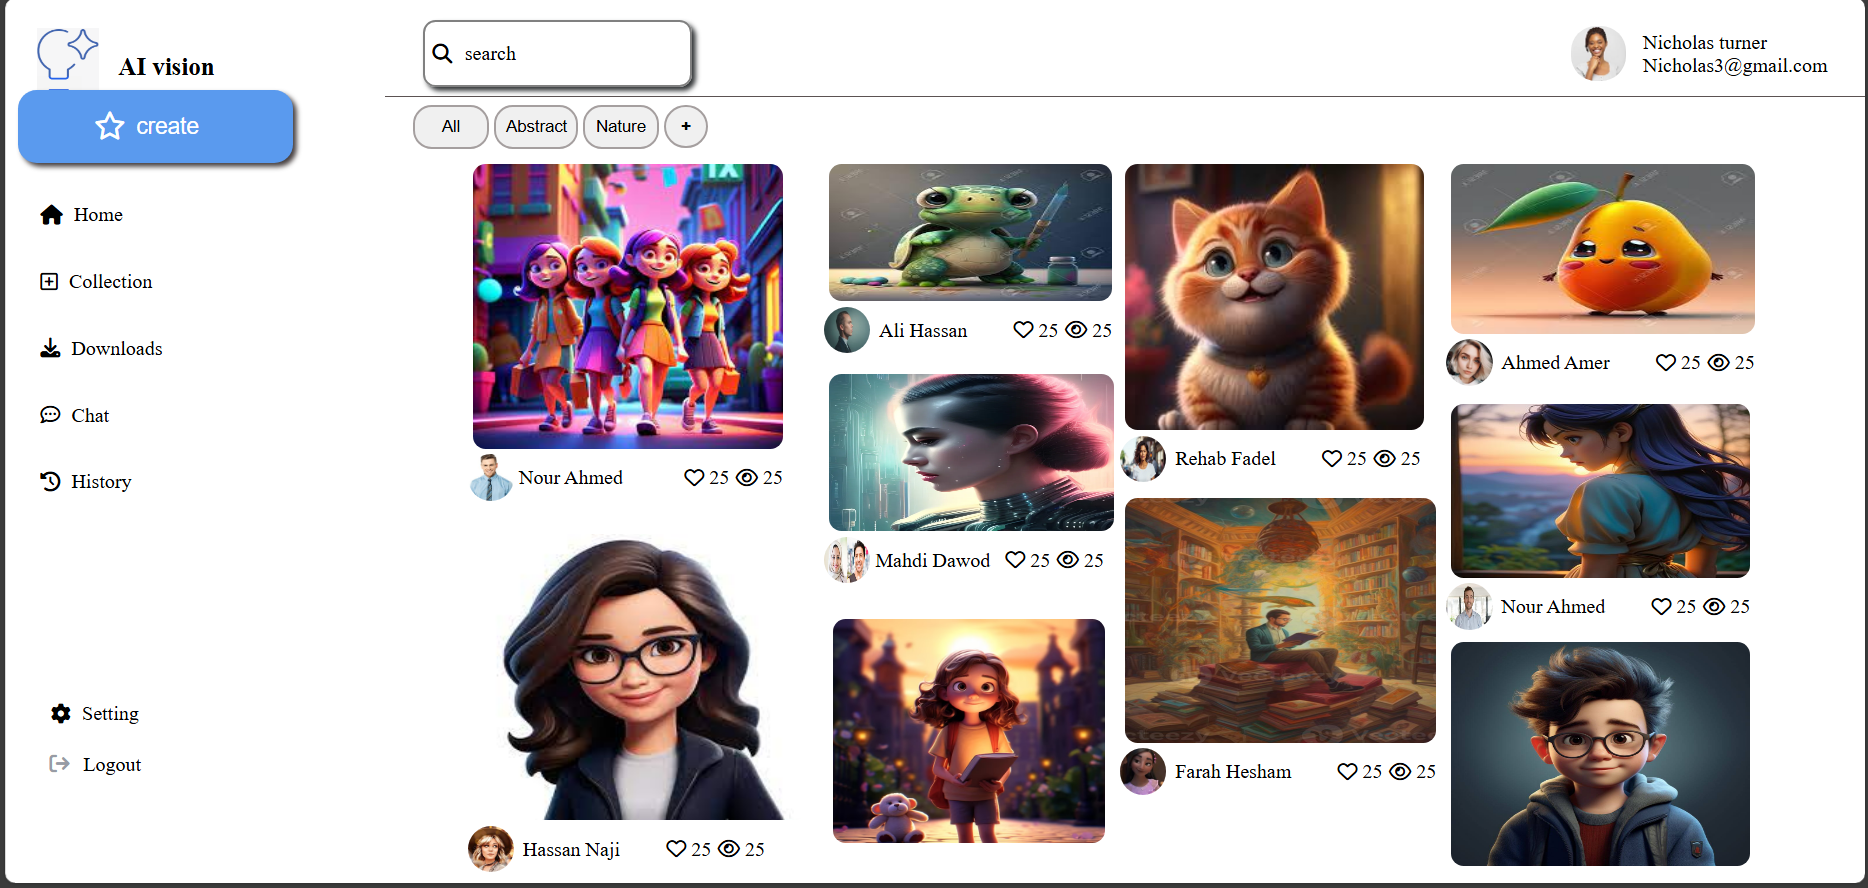 AI vision
create
Home
Collection
Downloads
Chat
History
Setting
Logout
search
Nicholas turner
Nicholas3@gmail.com
All
Abstract
Nature
+
Nour Ahmed 25 25
Hassan Naji 25 25
Ali Hassan 25 25
Mahdi Dawod 25 25
Rehab Fadel 25 25
Farah Hesham 25 25
Ahmed Amer 25 25
Nour Ahmed 25 25